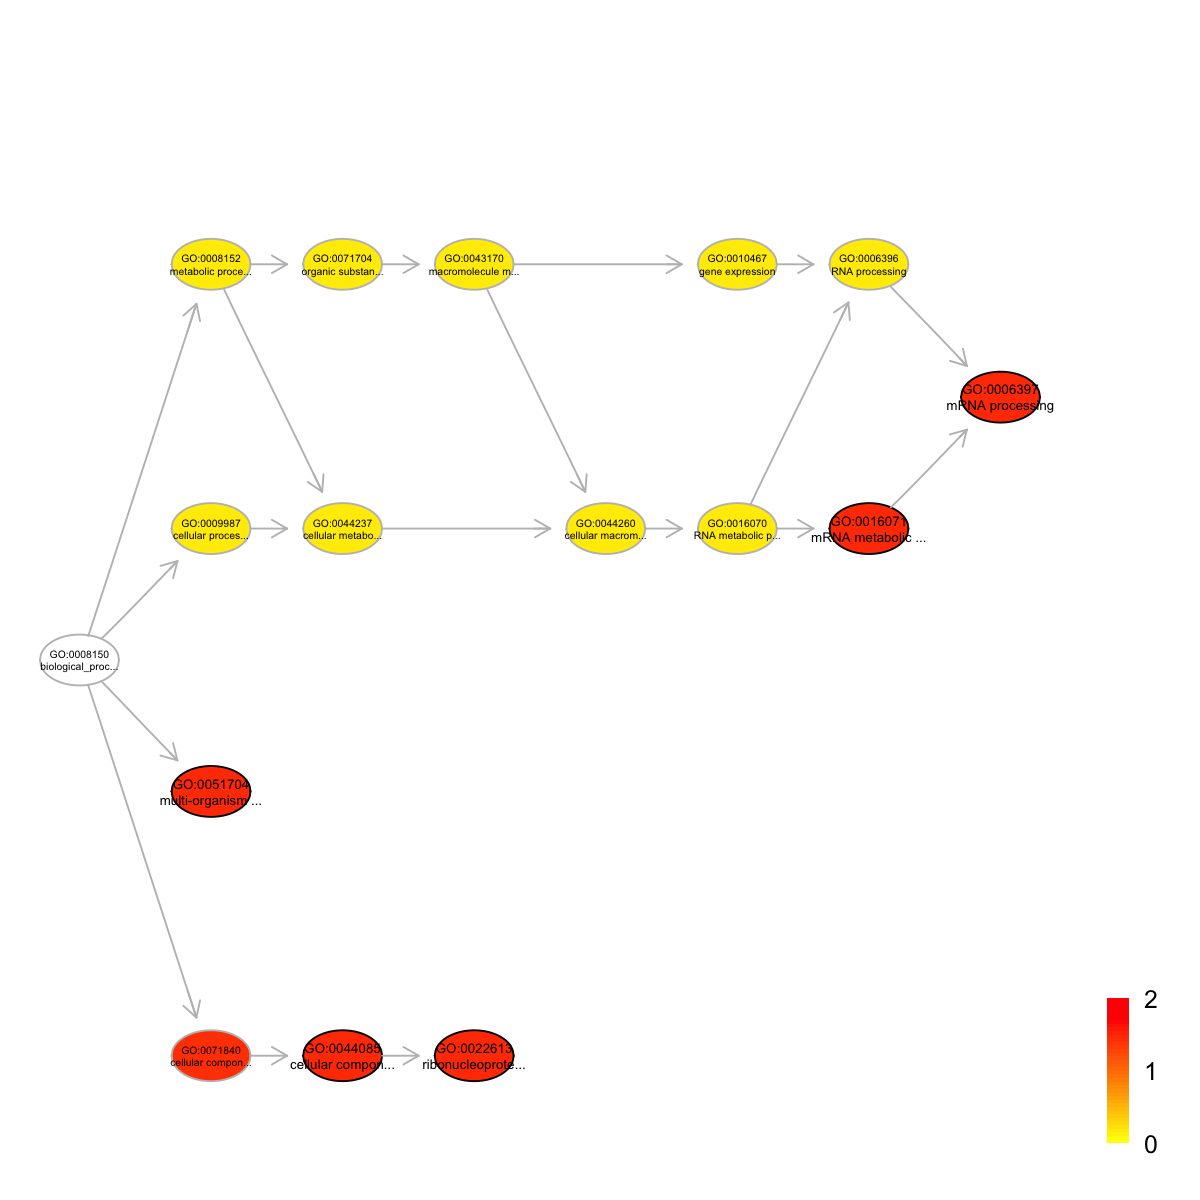 GO:0008152
metabolic proce...
GO:0071704
organic substan...
GO:0043170
macromolecule m...
GO:0010467
gene expression
GO:0006396
RNA processing
GO:0006397
mRNA processing
GO:0009987
cellular proces...
GO:0044237
cellular metabo...
GO:0044260
cellular macrom...
GO:0016070
RNA metabolic p...
GO:0016071
mRNA metabolic ...
GO:0008150
biological_proc...
GO:0051704
multi-organism ...
GO:0071840
cellular compon...
GO:0044085
cellular compon...
GO:0022613
ribonucleoprote...
2
1
0